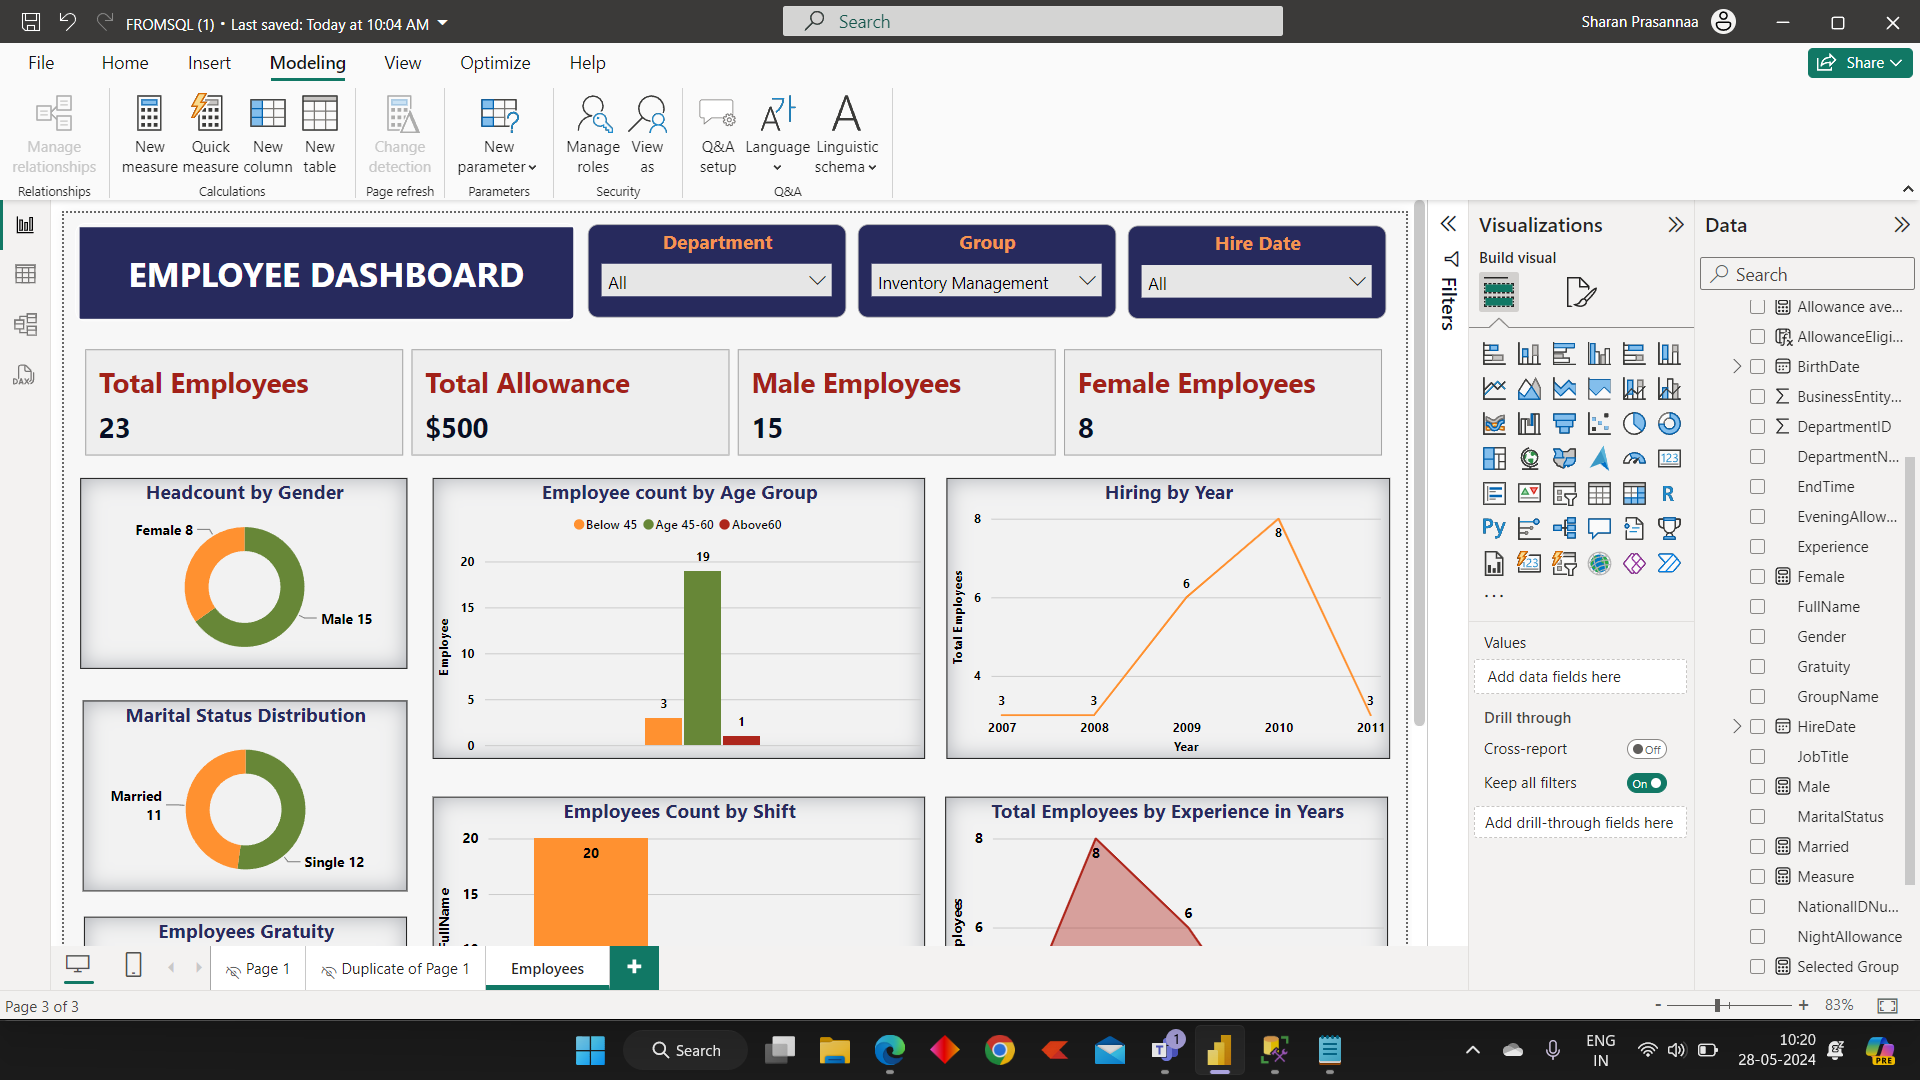 FROMSQL (1) • Last saved: Today at 10:04 AM
Search
Sharan Prasannaa
File
Home
Insert
Modeling
View
Optimize
Help
Share
Manage relationships
New measure
Quick measure
New column
New table
Change detection
New parameter
Manage roles
View as
Q&A setup
Language
Linguistic schema
Relationships
Calculations
Page refresh
Parameters
Security
Q&A
EMPLOYEE DASHBOARD
Department
All
Group
Inventory Management
Hire Date
All
Total Employees
23
Total Allowance
$500
Male Employees
15
Female Employees
8
Headcount by Gender
Female 8
Male 15
Employee count by Age Group
Below 45 Age 45-60 Above60
20
15
10
5
0
Employee
3
19
1
Hiring by Year
8
6
4
Total Employees
3
3
6
8
3
2007 2008 2009 2010 2011
Year
Marital Status Distribution
Married
11
Single 12
Employees Count by Shift
20
15
FullName
20
Total Employees by Experience in Years
8
6
8
6
Employees Gratuity
Page 1
Duplicate of Page 1
Employees
+
Page 3 of 3
Filters
Visualizations
Build visual
123
R
Py
123
...
Values
Add data fields here
Drill through
Cross-report
Off
Keep all filters
On
Add drill-through fields here
Data
Search
Allowance ave...
AllowanceEligi...
BirthDate
BusinessEntity...
DepartmentID
DepartmentN...
EndTime
EveningAllow...
Experience
Female
FullName
Gender
Gratuity
GroupName
HireDate
JobTitle
Male
MaritalStatus
Married
Measure
NationalIDNu...
NightAllowance
Selected Group
- + 83%
DAX
Search
1
T
ENG
IN
10:20
28-05-2024
PRE